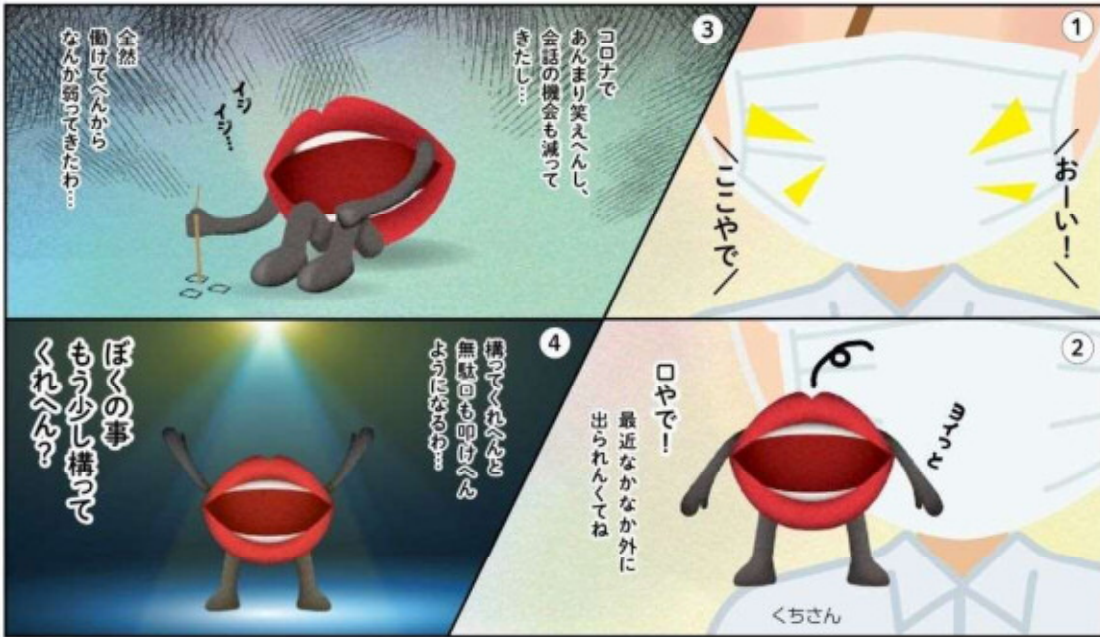 ①
おーい！
ここやで
②
ヨイっと
口やで！
最近なかなか外に
出られんくてね
くちさん
③
コロナで
あんまり笑えへんし、
会話の機会も減って
きたし…
イジ
イジ…
全然
働けてへんから
なんか弱ってきたわ…
④
構ってくれへんと
無駄口も叩けへん
ようになるわ…
ぼくの事
もう少し構って
くれへん？